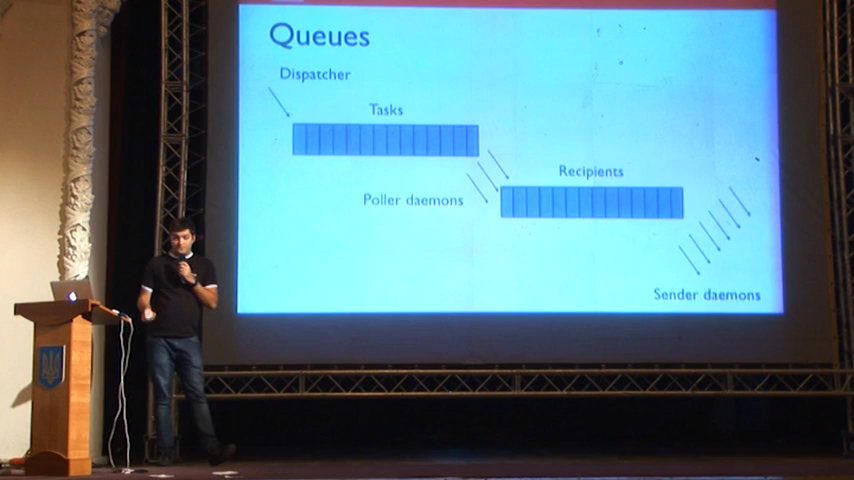 Queues
Dispatcher
Tasks
Recipients
Poller daemons
Sender daemons